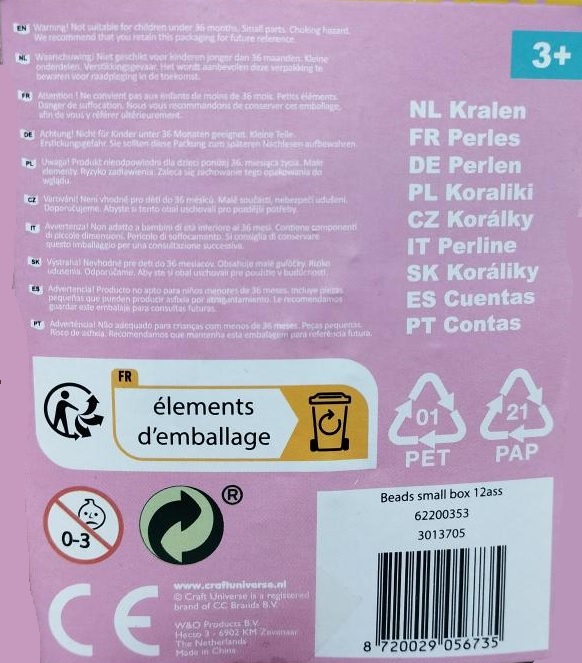 EN Warning! Not suitable for children under 36 months. Small parts. Choking hazard.
We recommend that you retain this packaging for future reference.
NL Waarschuwing! Niet geschikt voor kinderen jonger dan 36 maanden. Kleine
onderdelen. Verstikkingsgevaar. Het wordt aanbevolen deze verpakking te
bewaren voor raadpleging in de toekomst.
FR Attention ! Ne convient pas aux enfants de moins de 36 mois. Petits éléments.
Danger de suffocation. Nous vous recommandons de conserver cet emballage,
afin de vous y référer ultérieurement.
DE Achtung! Nicht für Kinder unter 36 Monaten geeignet. Kleine Teile.
Erstickungsgefahr. Sie sollten diese Packung zum späteren Nachlesen aufbewahren.
PL Uwaga! Produkt nieodpowiedni dla dzieci poniżej 36. miesiąca życia. Małe
elementy. Ryzyko zadławienia. Zaleca się zachowanie tego opakowania do
wglądu.
CZ Varování! Není vhodné pro děti do 36 měsíců. Malé součásti, nebezpečí udušení.
Doporučujeme. Abyste si tento obal uschovali pro pozdější potřeby.
IT Avvertenza! Non adatto a bambini di età inferiore ai 36 mesi. Contiene componenti
di piccole dimensioni. Pericolo di soffocamento. Si consiglia di conservare
questo imballaggio per una consultazione successiva.
SK Výstraha! Nevhodné pre deti do 36 mesiacov. Obsahuje malé guľôčky. Riziko
udusenia. Odporúčame. Aby ste si obal uschovali pre použitie v budúcnosti.
ES Advertencia! Producto no apto para niños menores de 36 meses. Incluye piezas
pequeñas que pueden producir asfixia por atragantamiento. Le recomendamos
guardar este embalaje para consultas futuras.
PT Advertência! Não adequado para crianças com menos de 36 meses. Peças pequenas.
Risco de asfixia. Recomendamos que mantenha esta embalagem para referência futura.
3+
NL Kralen
FR Perles
DE Perlen
PL Koraliki
CZ Korálky
IT Perline
SK Koráliky
ES Cuentas
PT Contas
FR
élements
d'emballage
01
PET
21
PAP
0-3
®
CE
www.craftuniverse.nl
© Craft Universe is a registered
brand of CC Brands B.V.
W&O Products B.V.
Hecto 3 - 6902 KM Zevenaar
The Netherlands
Made in China
Beads small box 12ass
62200353
3013705
8 720029 056735